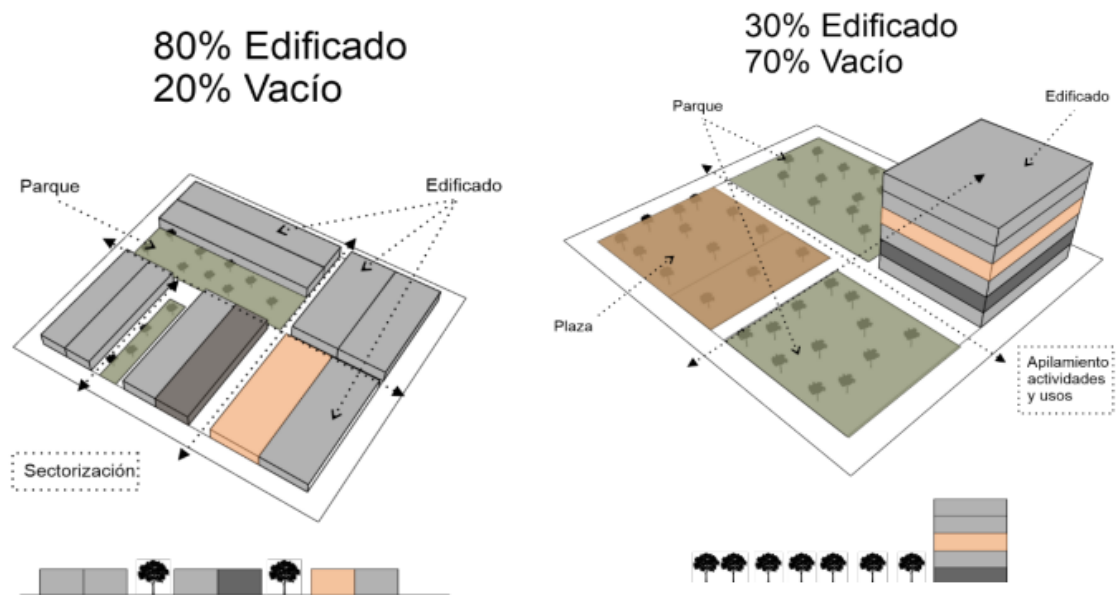 80% Edificado
20% Vacío
Parque
Edificado
Sectorización
30% Edificado
70% Vacío
Parque
Edificado
Plaza
Apilamiento
actividades
y usos